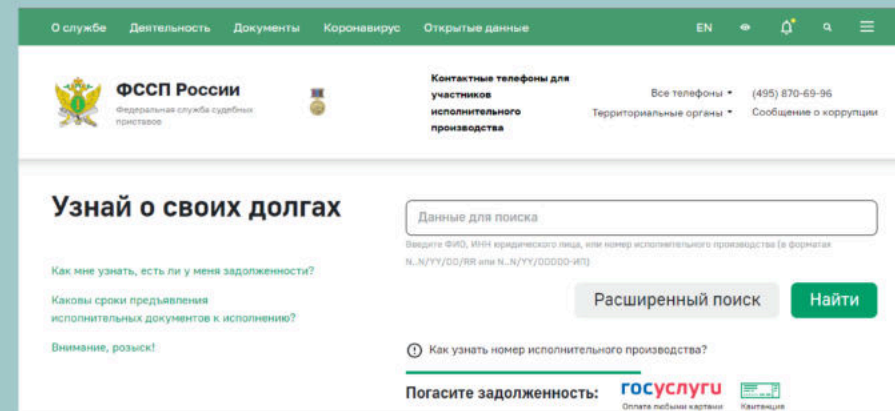 О службе Деятельность Документы Коронавирус Открытые данные EN
ФССП России
Федеральная служба судебных
приставов
Контактные телефоны для
участников
исполнительного
производства
Все телефоны
Территориальные органы
(495) 870-69-96
Сообщение о коррупции
Узнай о своих долгах
Как мне узнать, есть ли у меня задолженности?
Каковы сроки предъявления
исполнительных документов к исполнению?
Внимание, розыск!
Данные для поиска
Введите ФИО, ИНН юридического лица, или номер исполнительного производства (в форматах
N..N/YY/DD/RR или N..N/YY/DDDDD-ИП)
Расширенный поиск Найти
Как узнать номер исполнительного производства?
Погасите задолженность:
госуслуги
Оплата любыми картами
Квитанция